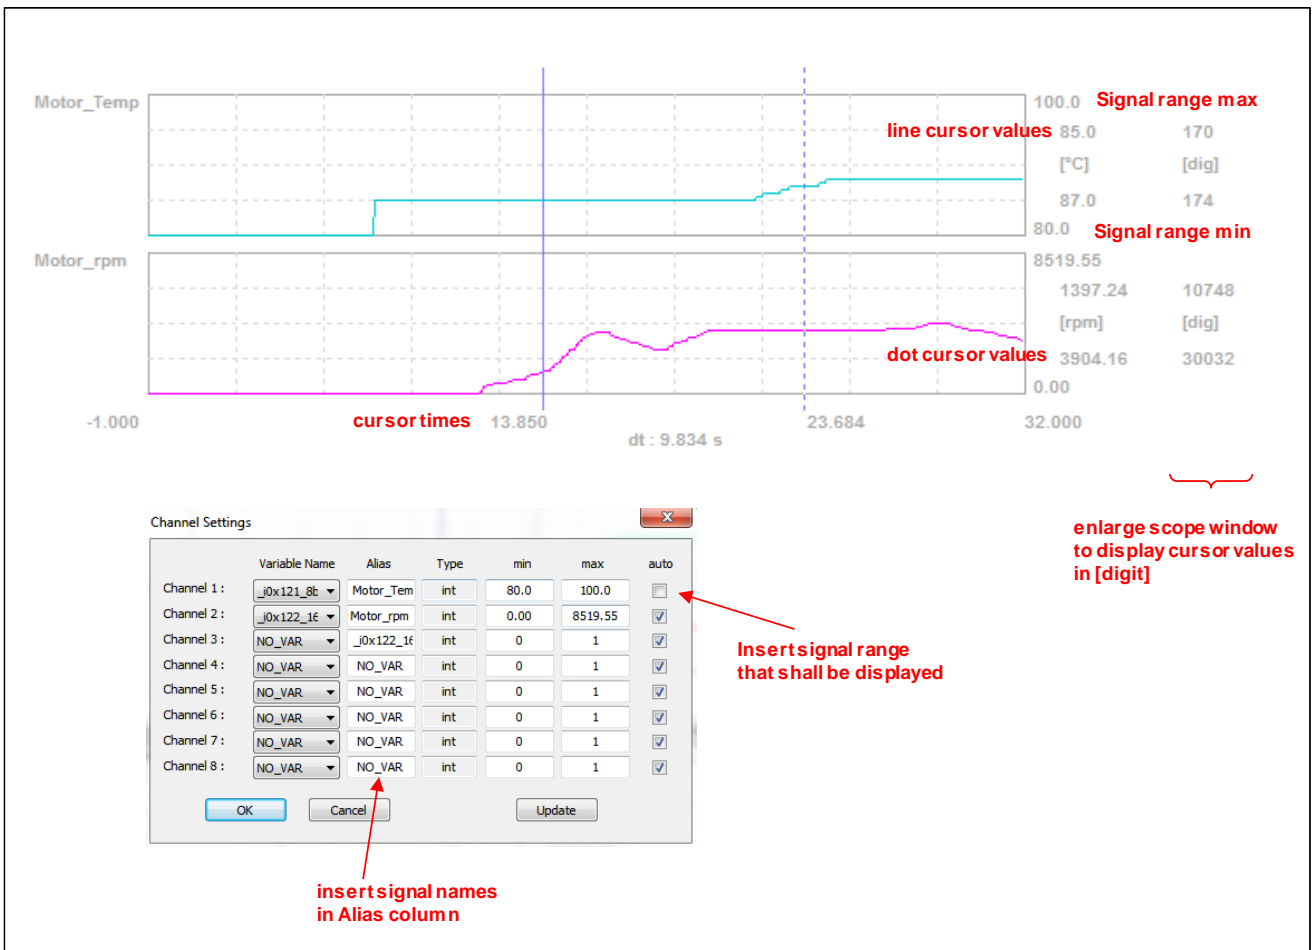 Motor_Temp
100.0 Signal range max
line cursor values 85.0 170
[°C] [dig]
87.0 174
80.0 Signal range min
Motor_rpm
8519.55
1397.24 10748
[rpm] [dig]
dot cursor values 3904.16 30032
0.00
-1.000 cursor times 13.850 23.684 32.000
dt : 9.834 s
enlarge scope window
to display cursor values
in [digit]
Channel Settings
Variable Name Alias Type min max auto
Channel 1 : _i0x121_8b Motor_Tem int 80.0 100.0
Channel 2 : _i0x122_16 Motor_rpm int 0.00 8519.55
Channel 3 : NO_VAR _i0x122_16 int 0 1
Channel 4 : NO_VAR NO_VAR int 0 1
Channel 5 : NO_VAR NO_VAR int 0 1
Channel 6 : NO_VAR NO_VAR int 0 1
Channel 7 : NO_VAR NO_VAR int 0 1
Channel 8 : NO_VAR NO_VAR int 0 1
OK Cancel Update
Insert signal range
that shall be displayed
insert signal names
in Alias column